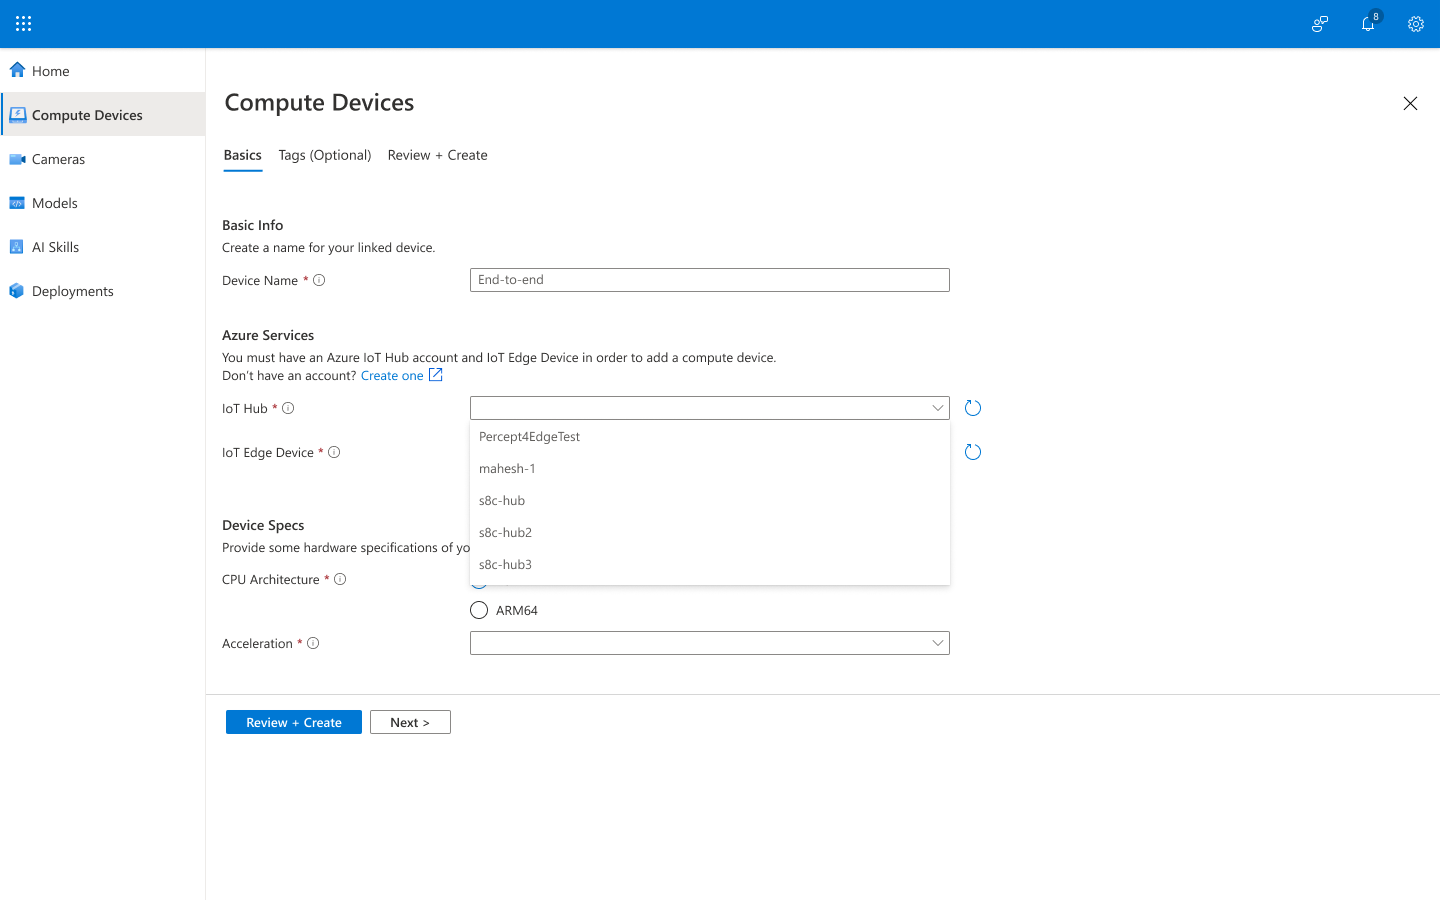 8
Home
Compute Devices
Cameras
Models
AI Skills
Deployments
Compute Devices
Basics Tags (Optional) Review + Create
Basic Info
Create a name for your linked device.
Device Name * End-to-end
Azure Services
You must have an Azure IoT Hub account and IoT Edge Device in order to add a compute device.
Don't have an account? Create one
IoT Hub *
Percept4EdgeTest
IoT Edge Device *
mahesh-1
s8c-hub
Device Specs
s8c-hub2
Provide some hardware specifications of yo
s8c-hub3
CPU Architecture *
ARM64
Acceleration *
Review + Create Next >